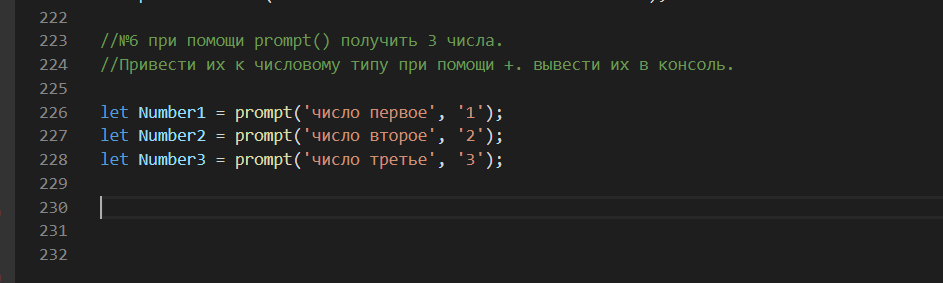 222
223 //№6 при помощи prompt() получить 3 числа.
224 //Привести их к числовому типу при помощи +. вывести их в консоль.
225
226 let Number1 = prompt('число первое', '1');
227 let Number2 = prompt('число второе', '2');
228 let Number3 = prompt('число третье', '3');
229
230
231
232